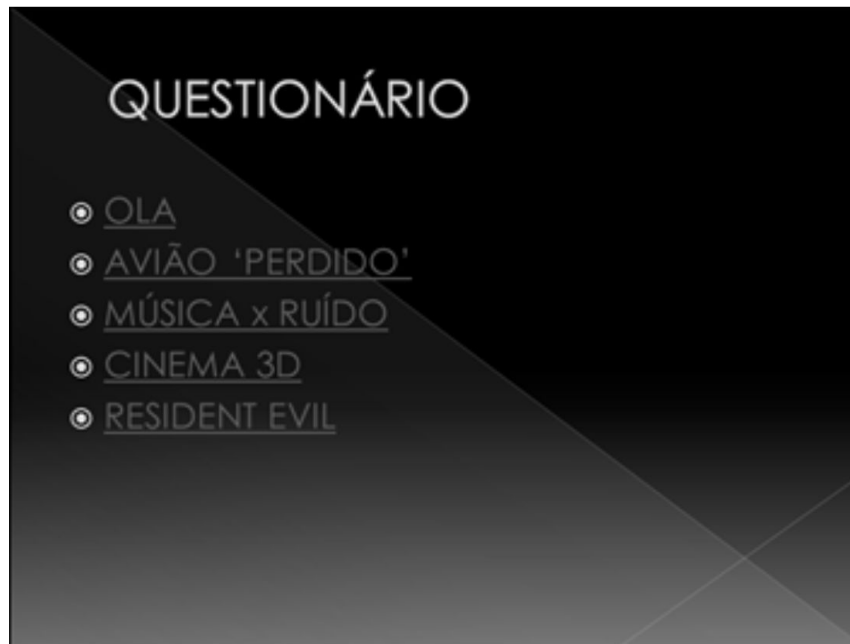 QUESTIONÁRIO
OLA
AVIÃO ‘PERDIDO’
MÚSICA x RUÍDO
CINEMA 3D
RESIDENT EVIL